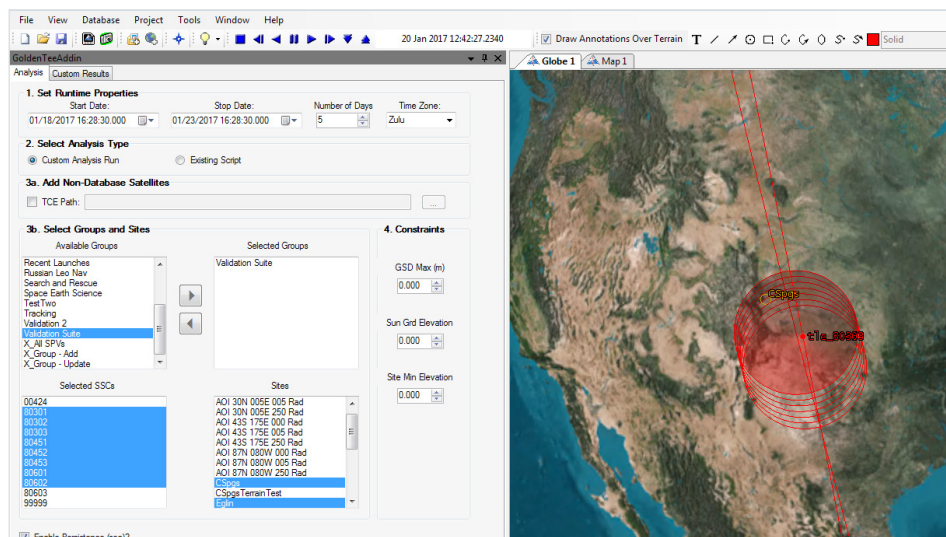 File View Database Project Tools Window Help
20 Jan 2017 12:42:27.2340
Draw Annotations Over Terrain T Solid
GoldenTeeAddin
Analysis Custom Results
Globe 1 Map 1
1. Set Runtime Properties
Start Date: Stop Date: Number of Days Time Zone:
01/18/2017 16:28:30.000 01/23/2017 16:28:30.000 5 Zulu
2. Select Analysis Type
Custom Analysis Run Existing Script
3a. Add Non-Database Satellites
TCE Path: ...
3b. Select Groups and Sites
4. Constraints
Available Groups
Selected Groups
Recent Launches
Russian Leo Nav
Search and Rescue
Space Earth Science
TestTwo
Tracking
Validation 2
Validation Suite
X_All SPVs
X_Group - Add
X_Group - Update
Validation Suite
GSD Max (m)
0.000
Sun Grd Elevation
0.000
Site Min Elevation
0.000
Selected SSCs
00424
80301
80302
80303
80451
80452
80453
80601
80602
80603
99999
Sites
AOI 30N 005E 005 Rad
AOI 30N 005E 250 Rad
AOI 43S 175E 000 Rad
AOI 43S 175E 005 Rad
AOI 43S 175E 250 Rad
AOI 87N 080W 000 Rad
AOI 87N 080W 005 Rad
AOI 87N 080W 250 Rad
CSpgs
CSpgsTerrainTest
Eglin
CSpgs